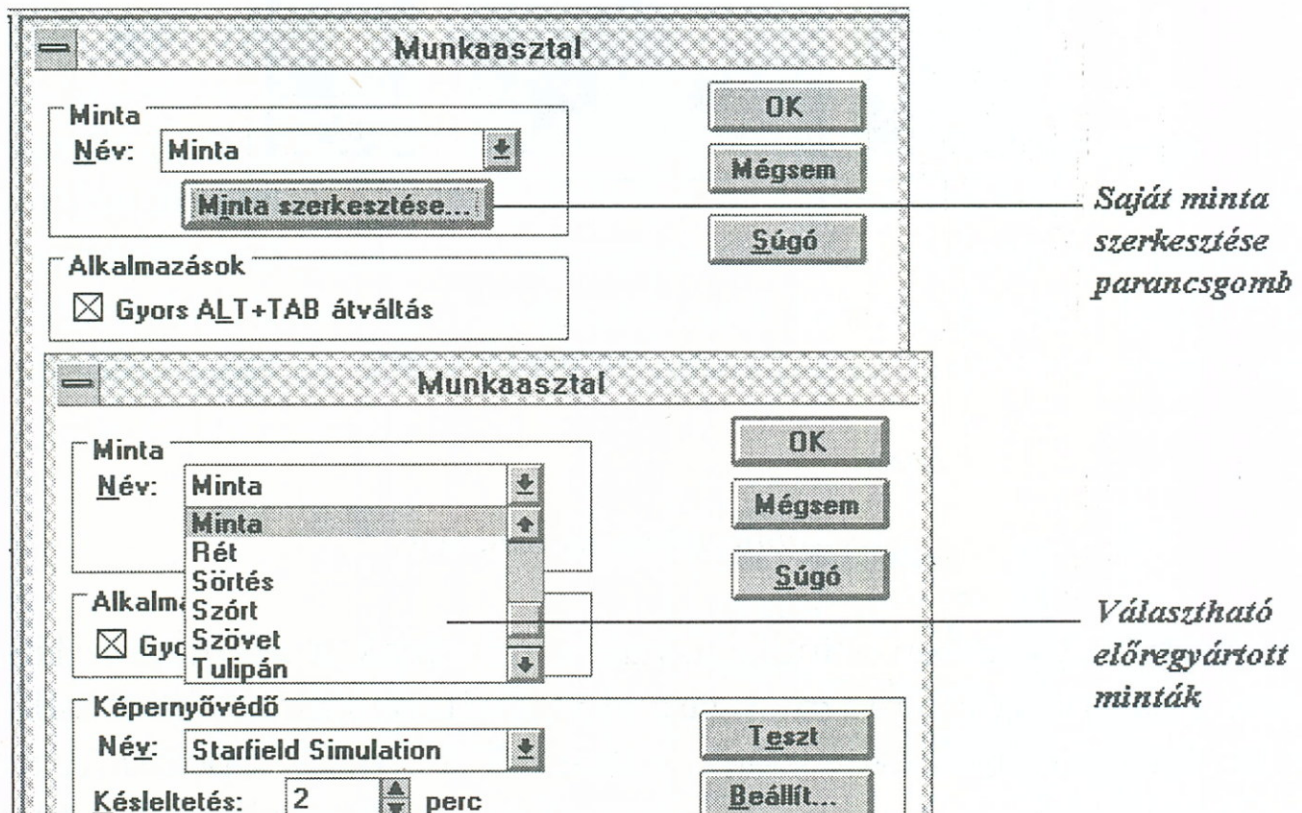 Munkaasztal
Minta
Név: Minta
Minta szerkesztése...
OK
Mégsem
Súgó
Alkalmazások
Gyors ALT+TAB átváltás
Saját minta
szerkesztése
parancsgomb
Munkaasztal
Minta
Név: Minta
Minta
Rét
Sörtés
Szórt
Szövet
Tulipán
OK
Mégsem
Súgó
Alkalma
Gyo
Választható
előregyártott
minták
Képernyővédő
Név: Starfield Simulation
Teszt
Késleltetés: 2 perc
Beállít...